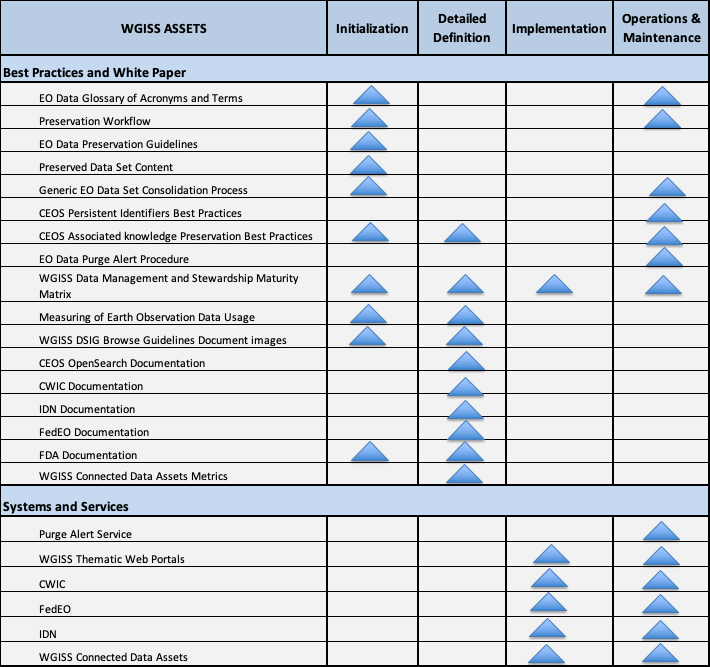 WGISS ASSETS
Initialization
Detailed
Definition
Implementation
Operations &
Maintenance
Best Practices and White Paper
EO Data Glossary of Acronyms and Terms
Preservation Workflow
EO Data Preservation Guidelines
Preserved Data Set Content
Generic EO Data Set Consolidation Process
CEOS Persistent Identifiers Best Practices
CEOS Associated knowledge Preservation Best Practices
EO Data Purge Alert Procedure
WGISS Data Management and Stewardship Maturity
Matrix
Measuring of Earth Observation Data Usage
WGISS DSIG Browse Guidelines Document images
CEOS OpenSearch Documentation
CWIC Documentation
IDN Documentation
FedEO Documentation
FDA Documentation
WGISS Connected Data Assets Metrics
Systems and Services
Purge Alert Service
WGISS Thematic Web Portals
CWIC
FedEO
IDN
WGISS Connected Data Assets